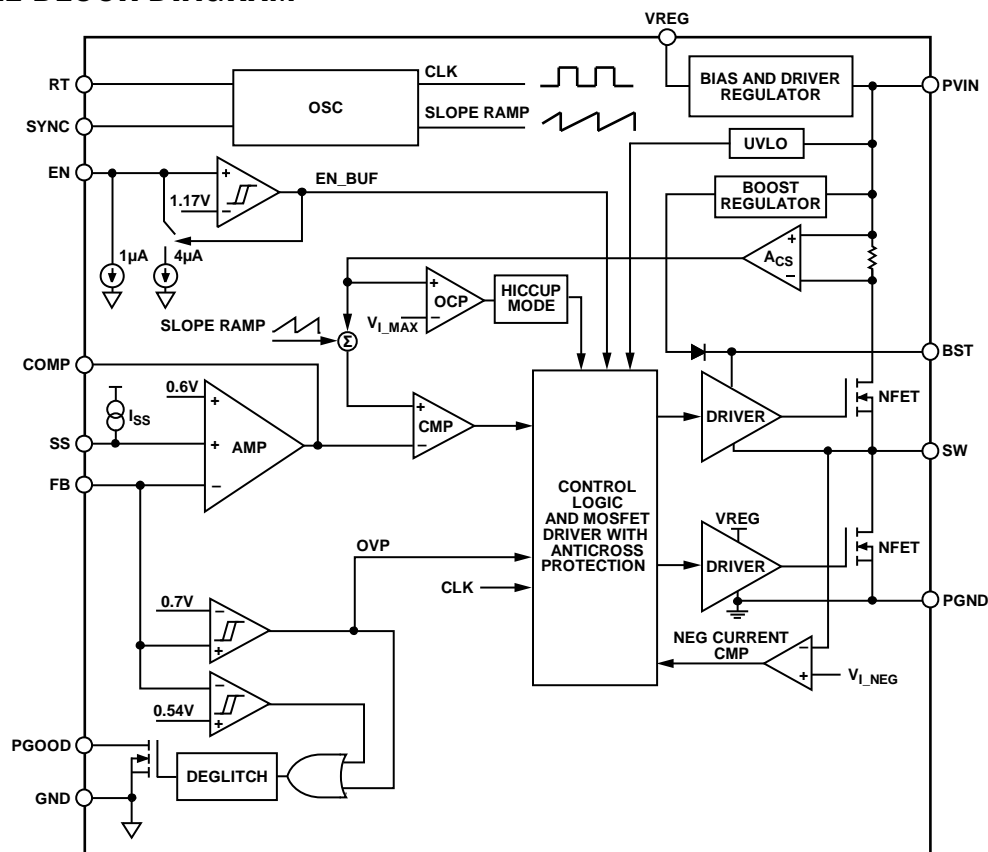 VREG
RT
SYNC
EN
OSC
CLK
SLOPE RAMP
BIAS AND DRIVER
REGULATOR
PVIN
UVLO
EN_BUF
1.17V
BOOST
REGULATOR
1µA
4µA
ACS
OCP
HICCUP
MODE
VI_MAX
SLOPE RAMP
Σ
COMP
BST
0.6V
ISS
SS
AMP
CMP
DRIVER
NFET
SW
FB
CONTROL
LOGIC
AND MOSFET
DRIVER WITH
ANTICROSS
PROTECTION
VREG
DRIVER
NFET
OVP
CLK
PGND
0.7V
NEG CURRENT
CMP
VI_NEG
0.54V
PGOOD
DEGLITCH
GND